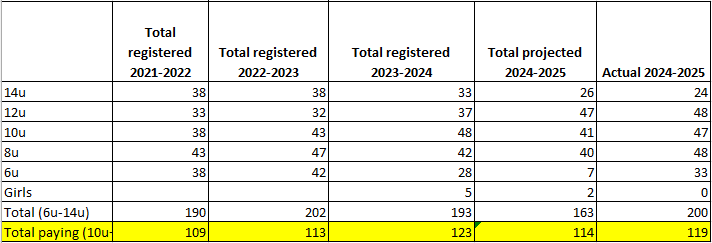 Total registered 2021-2022 Total registered 2022-2023 Total registered 2023-2024 Total projected 2024-2025 Actual 2024-2025
14u 38 38 33 26 24
12u 33 32 37 47 48
10u 38 43 48 41 47
8u 43 47 42 40 48
6u 38 42 28 7 33
Girls 5 2 0
Total (6u-14u) 190 202 193 163 200
Total paying (10u- 109 113 123 114 119